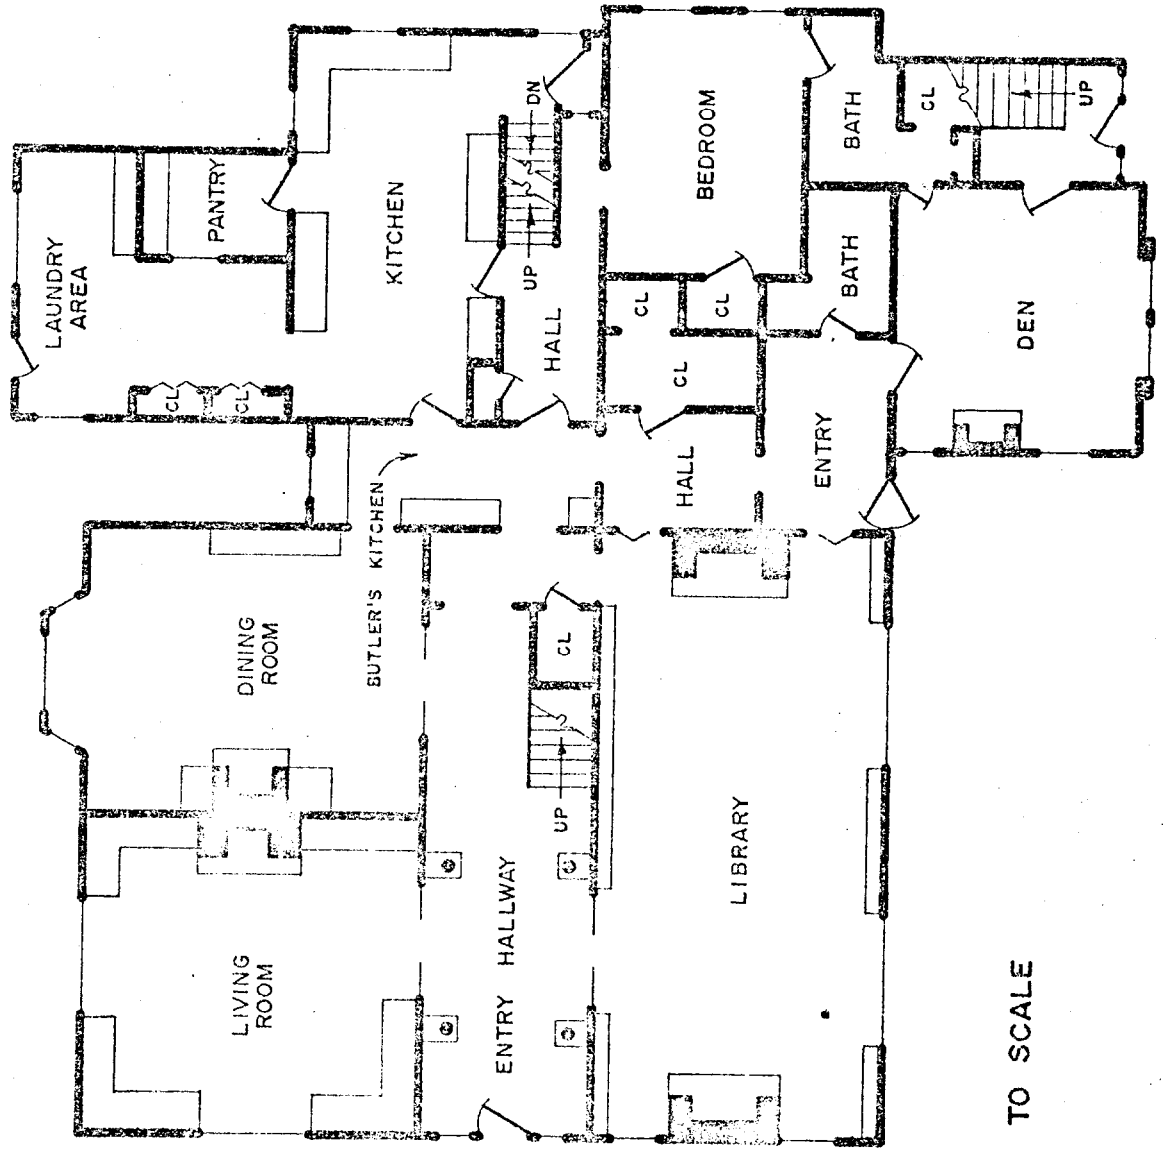 LAUNDRY
AREA
PANTRY
CL
CL
KITCHEN
DN
UP
HALL
BEDROOM
BATH
CL
UP
BATH
CL
CL
CL
DEN
HALL
ENTRY
BUTLER'S KITCHEN
DINING
ROOM
CL
UP
LIBRARY
LIVING
ROOM
ENTRY HALLWAY
TO SCALE